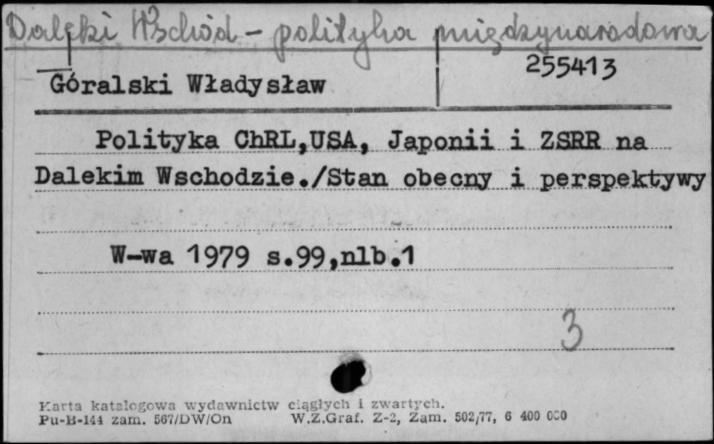 Daleki Wschód - polityka międzynarodowa
Góralski Władysław 255413
Polityka ChRL,USA, Japonii i ZSRR na
Dalekim Wschodzie./Stan obecny i perspektywy
W-wa 1979 s.99,nlb.1
3
Karta katalogowa wydawnictw ciągłych i zwartych.
Pu-B-144 zam. 567/DW/On W.Z.Graf. Z-2, Zam. 502/77, 6 400 000